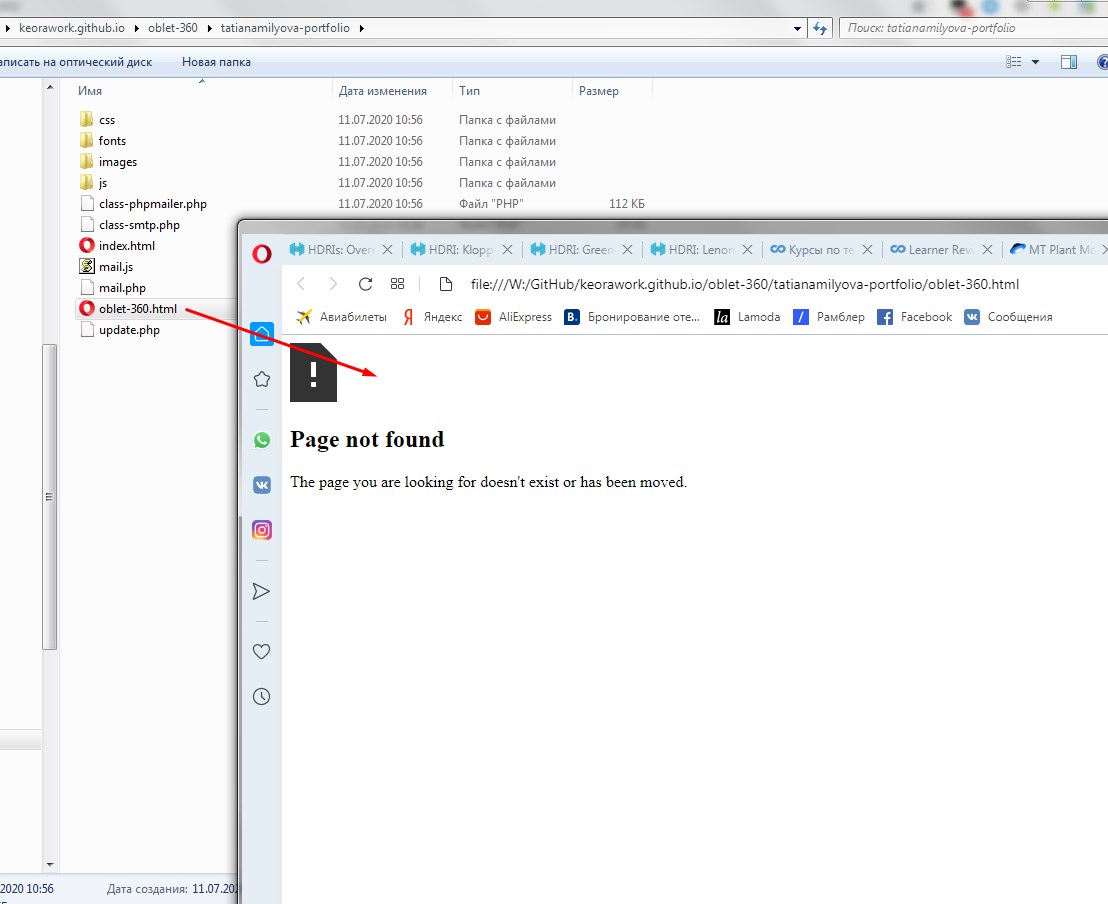 keorawork.github.io oblet-360 tatianamilyova-portfolio Поиск: tatianamilyova-portfolio
аписать на оптический диск Новая папка
Имя Дата изменения Тип Размер
css 11.07.2020 10:56 Папка с файлами
fonts 11.07.2020 10:56 Папка с файлами
images 11.07.2020 10:56 Папка с файлами
js 11.07.2020 10:56 Папка с файлами
class-phpmailer.php 11.07.2020 10:56 Файл "PHP" 112 КБ
class-smtp.php
index.html
mail.js
mail.php
oblet-360.html
update.php
HDRIs: Over HDRI: Klopp HDRI: Green HDRI: Lenon Курсы по те Learner Revi MT Plant Mo
file:///W:/GitHub/keorawork.github.io/oblet-360/tatianamilyova-portfolio/oblet-360.html
Авиабилеты Я Яндекс AliExpress B. Бронирование оте... la Lamoda / Рамблер f Facebook Сообщения
!
Page not found
The page you are looking for doesn't exist or has been moved.
2020 10:56 Дата создания: 11.07.202